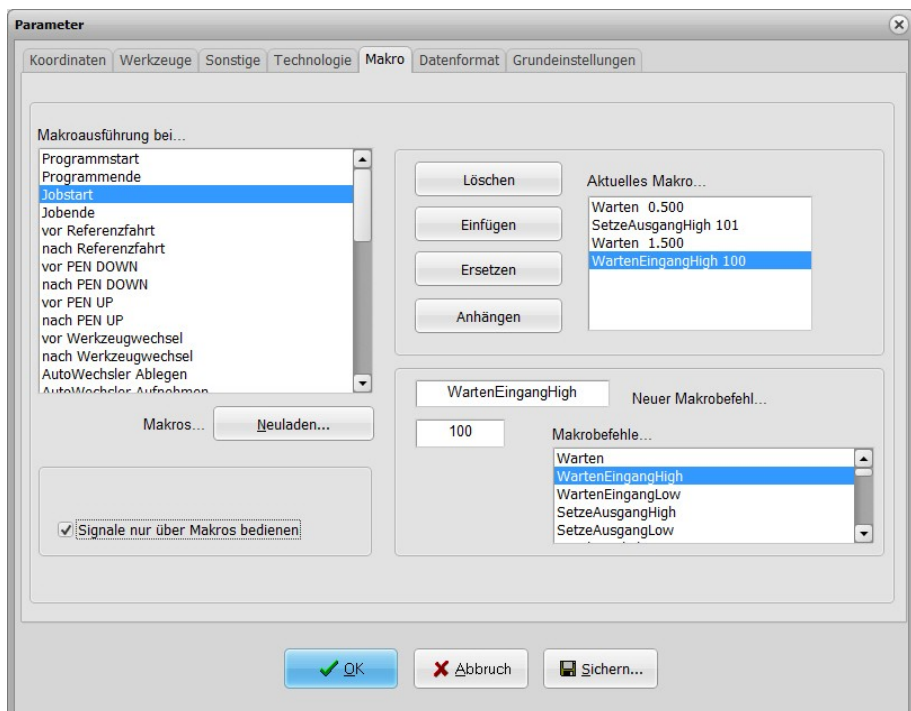 Parameter
Koordinaten Werkzeuge Sonstige Technologie Makro Datenformat Grundeinstellungen
Makroausführung bei...
Programmstart
Programmende
Jobstart
Jobende
vor Referenzfahrt
nach Referenzfahrt
vor PEN DOWN
nach PEN DOWN
vor PEN UP
nach PEN UP
vor Werkzeugwechsel
nach Werkzeugwechsel
AutoWechsler Ablegen
AutoWechsler Aufnehmen
Makros...
Neuladen...
Signale nur über Makros bedienen
Löschen
Einfügen
Ersetzen
Anhängen
Aktuelles Makro...
Warten 0.500
SetzeAusgangHigh 101
Warten 1.500
WartenEingangHigh 100
WartenEingangHigh
Neuer Makrobefehl...
100
Makrobefehle...
Warten
WartenEingangHigh
WartenEingangLow
SetzeAusgangHigh
SetzeAusgangLow
OK
Abbruch
Sichern...